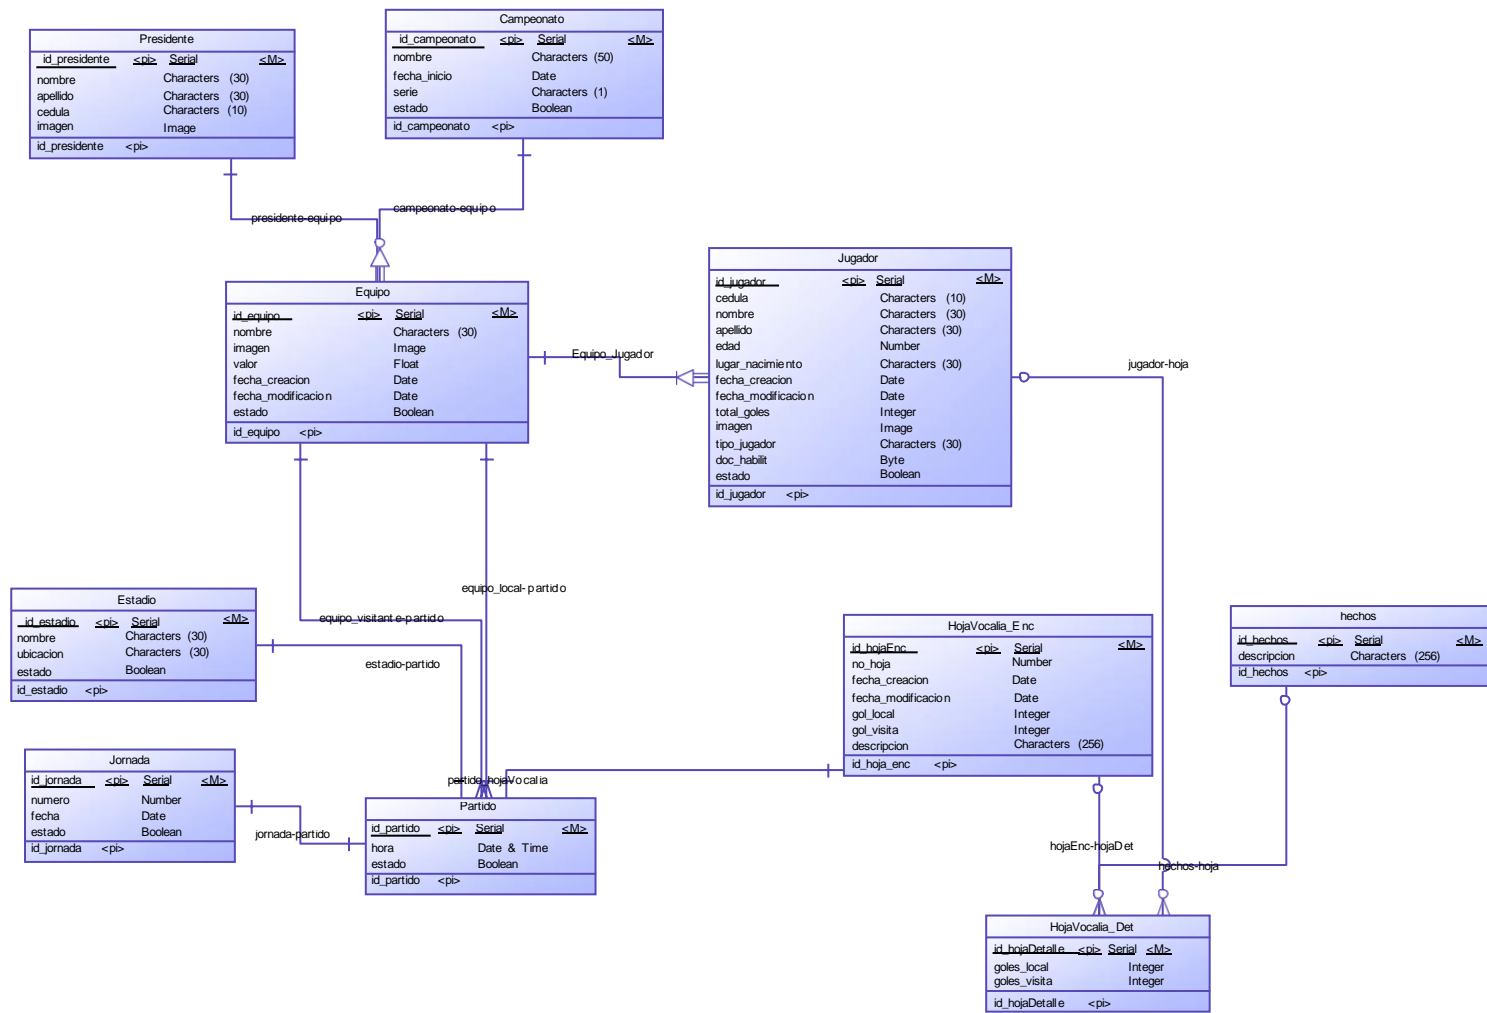 Presidente
id_presidente <pi> Serial <M>
nombre Characters (30)
apellido Characters (30)
cedula Characters (10)
imagen Image
id_presidente <pi>
Campeonato
id_campeonato <pi> Serial <M>
nombre Characters (50)
fecha_inicio Date
serie Characters (1)
estado Boolean
id_campeonato <pi>
presidente-equipo
campeonato-equipo
Equipo
id_equipo <pi> Serial <M>
nombre Characters (30)
imagen Image
valor Float
fecha_creacion Date
fecha_modificacion Date
estado Boolean
id_equipo <pi>
Equipo_Jugador
Jugador
id_jugador <pi> Serial <M>
cedula Characters (10)
nombre Characters (30)
apellido Characters (30)
edad Number
lugar_nacimiento Characters (30)
fecha_creacion Date
fecha_modificacion Date
total_goles Integer
imagen Image
tipo_jugador Characters (30)
doc_habilit Byte
estado Boolean
id_jugador <pi>
jugador-hoja
equipo_local-partido
equipo_visitante-partido
Estadio
id_estadio <pi> Serial <M>
nombre Characters (30)
ubicacion Characters (30)
estado Boolean
id_estadio <pi>
estadio-partido
HojaVocalia_Enc
id_hojaEnc <pi> Serial <M>
no_hoja Number
fecha_creacion Date
fecha_modificacion Date
gol_local Integer
gol_visita Integer
descripcion Characters (256)
id_hoja_enc <pi>
hechos
id_hechos <pi> Serial <M>
descripcion Characters (256)
id_hechos <pi>
Jornada
id_jornada <pi> Serial <M>
numero Number
fecha Date
estado Boolean
id_jornada <pi>
jornada-partido
partido-hojaVocalia
Partido
id_partido <pi> Serial <M>
hora Date & Time
estado Boolean
id_partido <pi>
hojaEnc-hojaDet
hechos-hoja
HojaVocalia_Det
id_hojaDetalle <pi> Serial <M>
goles_local Integer
goles_visita Integer
id_hojaDetalle <pi>